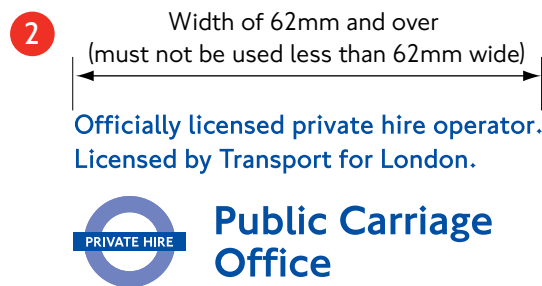 2
Width of 62mm and over
(must not be used less than 62mm wide)
Officially licensed private hire operator.
Licensed by Transport for London.
PRIVATE HIRE
Public Carriage
Office